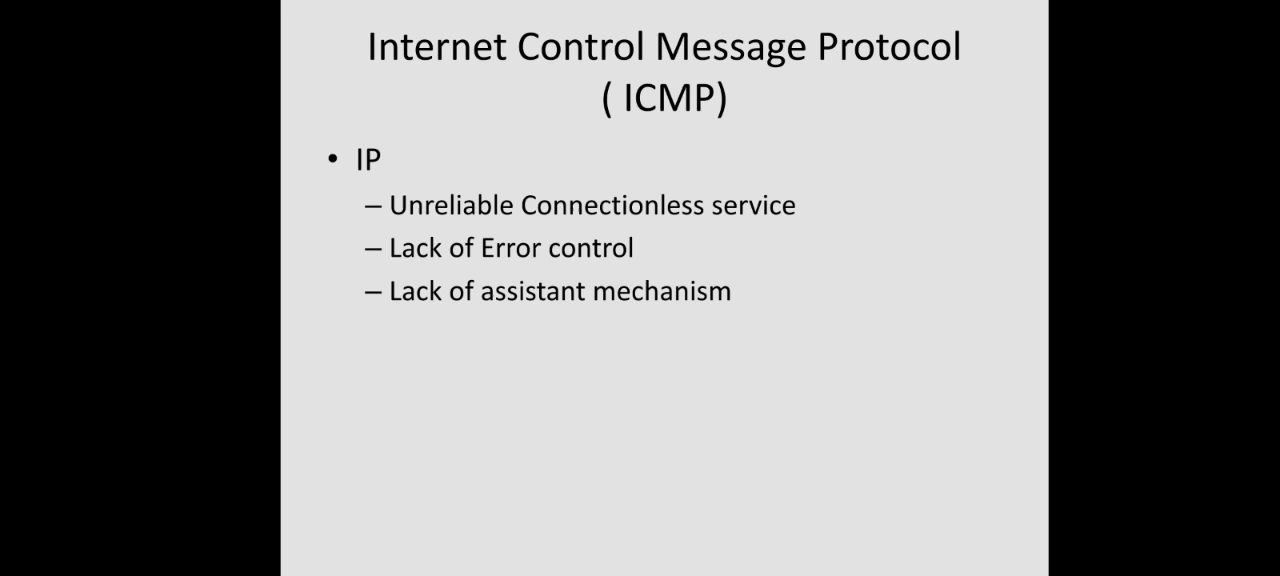 Internet Control Message Protocol
( ICMP)
• IP
– Unreliable Connectionless service
– Lack of Error control
– Lack of assistant mechanism